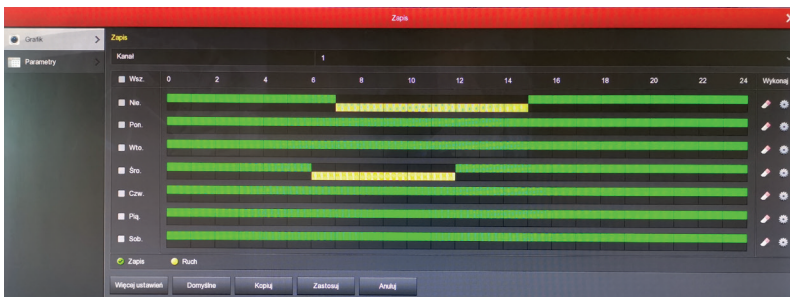 Zapis
Grafik
Parametry
Zapis
Kanał 1
Wsz. 0 2 4 6 8 10 12 14 16 18 20 22 24 Wykonaj
Nie.
Pon.
Wto.
Śro.
Czw.
Pią.
Sob.
Zapis Ruch
Więcej ustawień Domyślne Kopiuj Zastosuj Anuluj